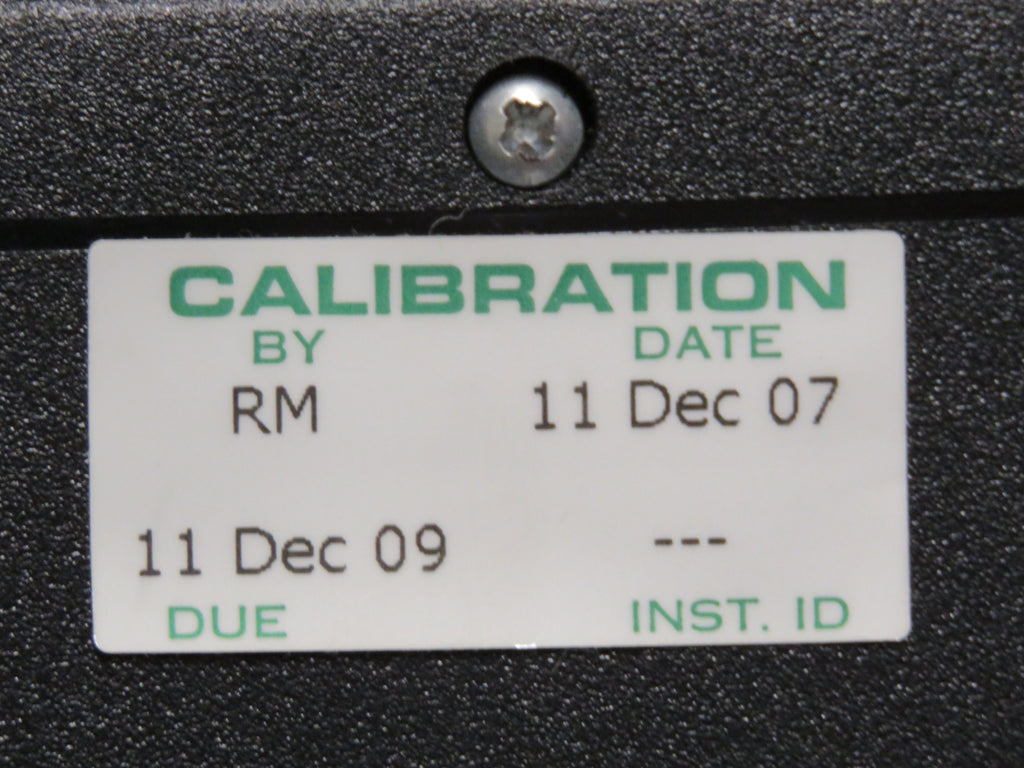 CALIBRATION
BY DATE
RM 11 Dec 07
11 Dec 09 ---
DUE INST. ID